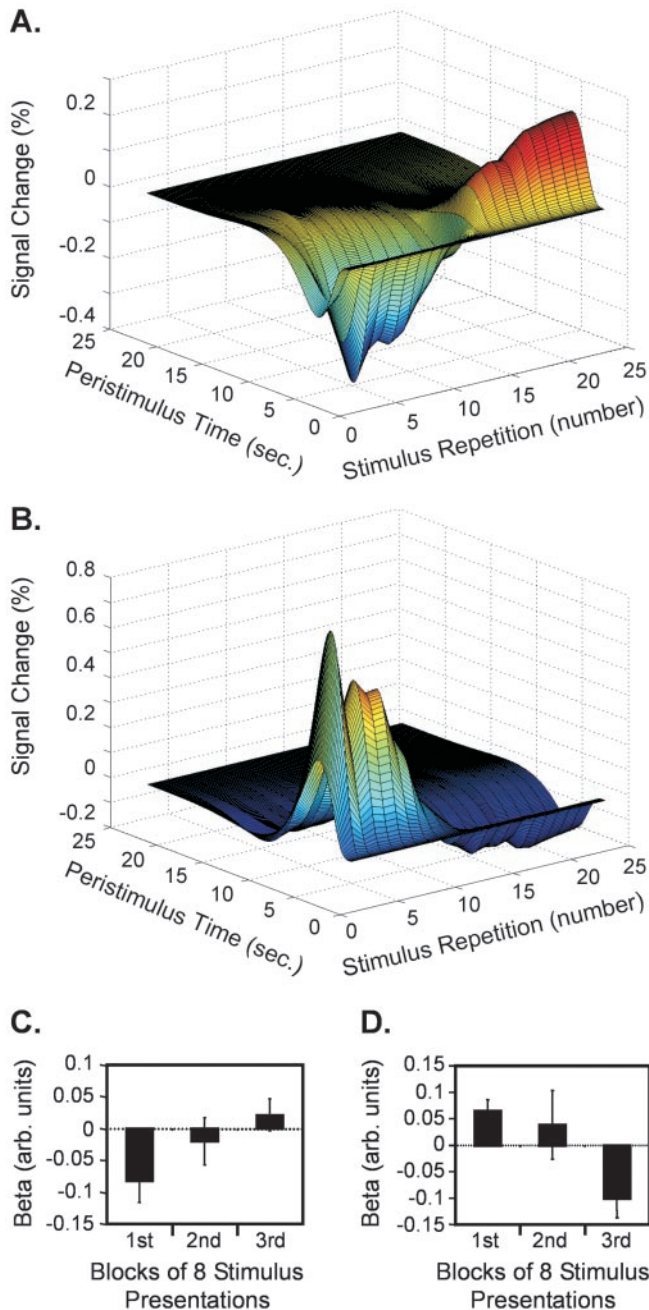 A.
Signal Change (%)
0.2
0
-0.2
-0.4
25
20
15
10
5
0
Peristimulus Time (sec.)
0
5
10
15
20
25
Stimulus Repetition (number)
B.
Signal Change (%)
0.8
0.6
0.4
0.2
0
-0.2
25
20
15
10
5
0
Peristimulus Time (sec.)
0
5
10
15
20
25
Stimulus Repetition (number)
C.
Beta (arb. units)
0.1
0.05
0
-0.05
-0.1
-0.15
1st 2nd 3rd
Blocks of 8 Stimulus
Presentations
D.
Beta (arb. units)
0.15
0.1
0.05
0
-0.05
-0.1
-0.15
1st 2nd 3rd
Blocks of 8 Stimulus
Presentations